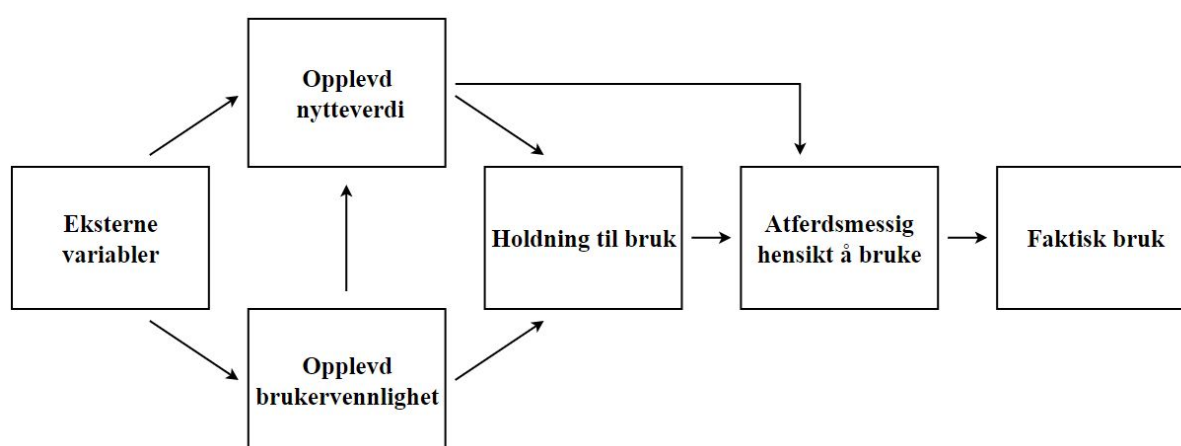 Opplevd
nytteverdi
Eksterne
variabler
Holdning til bruk
Atferdsmessig
hensikt å bruke
Faktisk bruk
Opplevd
brukervennlighet